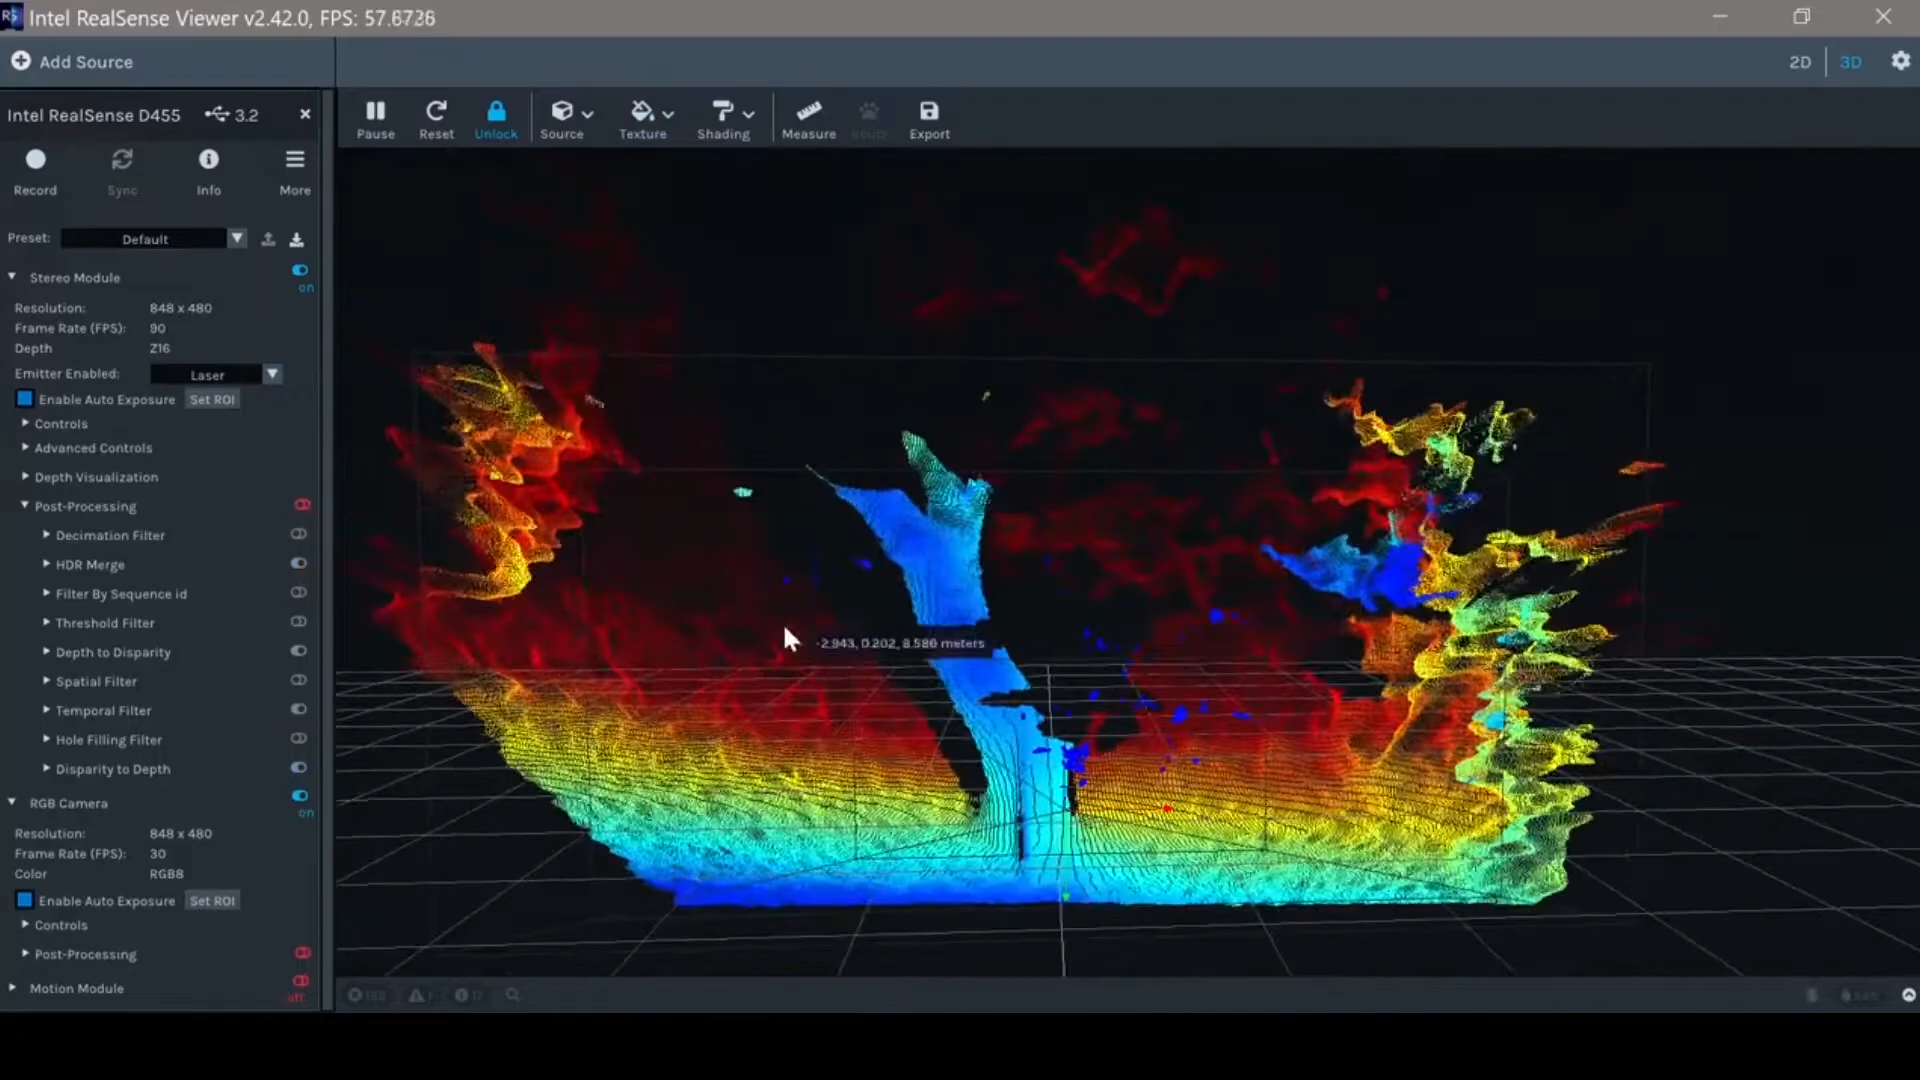 Intel RealSense Viewer v2.42.0, FPS: 57.8738
Add Source
2D
3D
Intel RealSense D455
3.2
Pause
Reset
Unlock
Source
Texture
Shading
Measure
Export
Record
Sync
Info
More
Preset:
Default
Stereo Module
on
Resolution: 848 x 480
Frame Rate (FPS): 90
Depth Z16
Emitter Enabled: Laser
Enable Auto Exposure Set ROI
Controls
Advanced Controls
Depth Visualization
Post-Processing
Decimation Filter
HDR Merge
Filter By Sequence id
Threshold Filter
Depth to Disparity
Spatial Filter
Temporal Filter
Hole Filling Filter
Disparity to Depth
RGB Camera
on
Resolution: 848 x 480
Frame Rate (FPS): 30
Color RGB8
Enable Auto Exposure Set ROI
Controls
Post-Processing
Motion Module
off
-2.943, 0.202, 8.586 meters